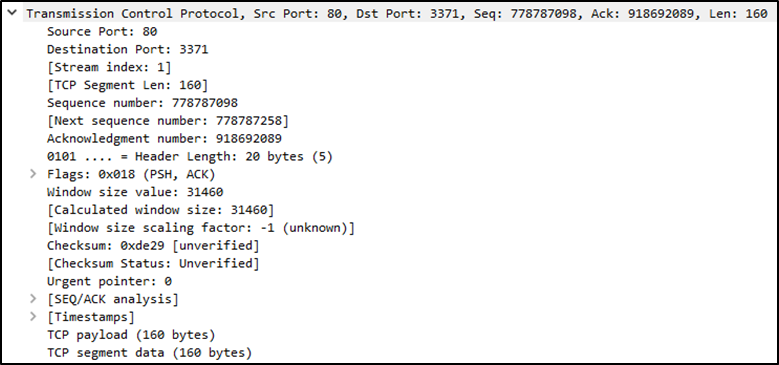 Transmission Control Protocol, Src Port: 80, Dst Port: 3371, Seq: 778787098, Ack: 918692089, Len: 160
Source Port: 80
Destination Port: 3371
[Stream index: 1]
[TCP Segment Len: 160]
Sequence number: 778787098
[Next sequence number: 778787258]
Acknowledgment number: 918692089
0101 .... = Header Length: 20 bytes (5)
Flags: 0x018 (PSH, ACK)
Window size value: 31460
[Calculated window size: 31460]
[Window size scaling factor: -1 (unknown)]
Checksum: 0xde29 [unverified]
[Checksum Status: Unverified]
Urgent pointer: 0
[SEQ/ACK analysis]
[Timestamps]
TCP payload (160 bytes)
TCP segment data (160 bytes)